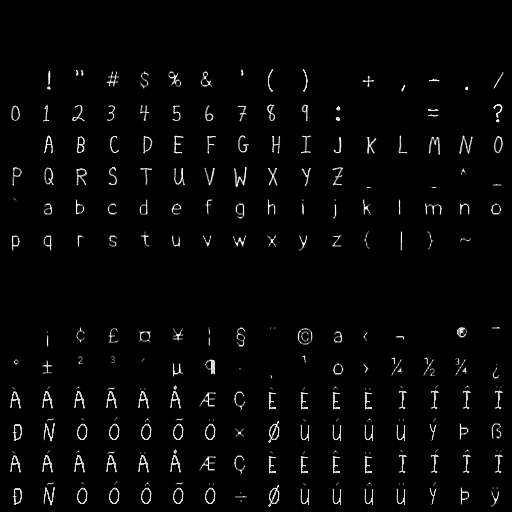 ! " # $ % & ' ( ) + , - . /
0 1 2 3 4 5 6 7 8 9 : = ?
A B C D E F G H I J K L M N O
P Q R S T U V W X Y Z _ _ ^ _
` a b c d e f g h i j k l m n o
p q r s t u v w x y z { | } ~
¡ ¢ £ ¤ ¥ ¦ § ¨ © a ‹ ¬ ® ¯
° ± ² ³ ´ µ ¶ · ¸ ¹ o › ¼ ½ ¾ ¿
À Á Â Ã Ä Å Æ Ç È É Ê Ë Ì Í Î Ï
Ð Ñ Ò Ó Ô Õ Ö × Ø Ù Ú Û Ü Ý Þ ß
À Á Â Ã Ä Å Æ Ç È É Ê Ë Ì Í Î Ï
Ð Ñ Ò Ó Ô Õ Ö ÷ Ø Ù Ú Û Ü Ý Þ ÿ